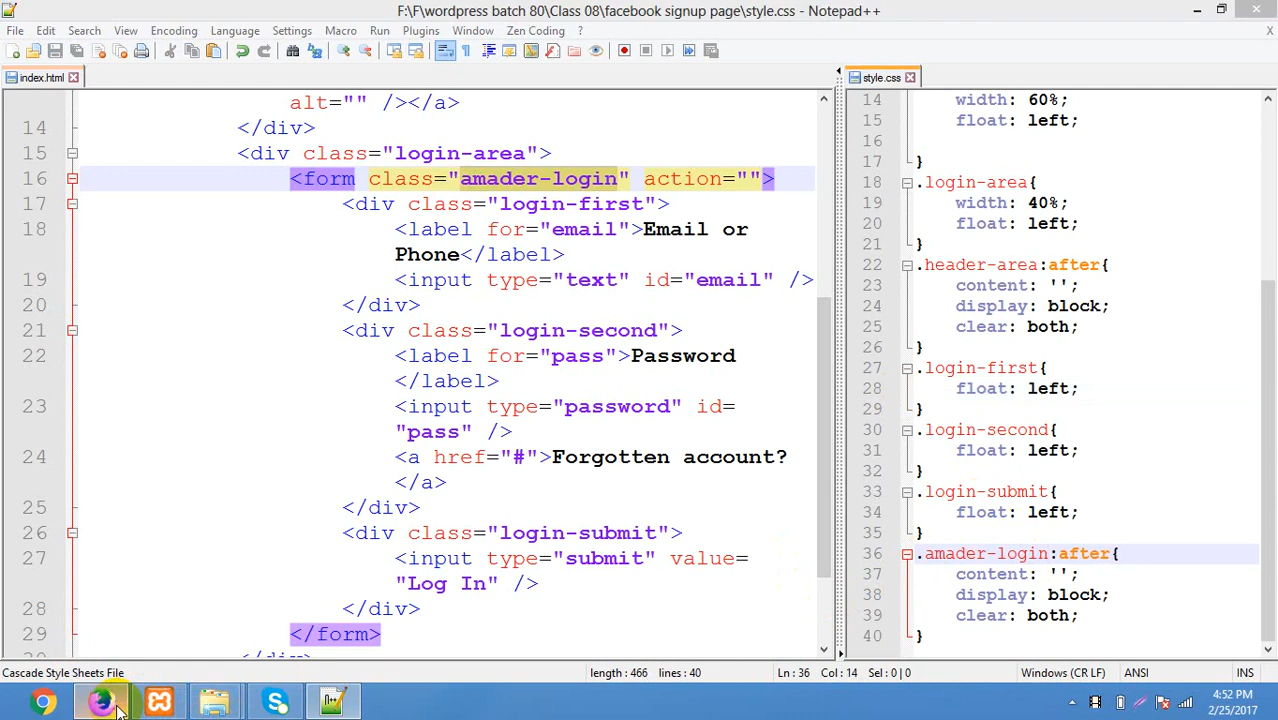 F:\F\wordpress batch 80\Class 08\facebook signup page\style.css - Notepad++
File Edit Search View Encoding Language Settings Macro Run Plugins Window Zen Coding ? X
index.html
alt="" /></a>
14 </div>
15 <div class="login-area">
16 <form class="amader-login" action="">
17 <div class="login-first">
18 <label for="email">Email or
Phone</label>
19 <input type="text" id="email" />
20 </div>
21 <div class="login-second">
22 <label for="pass">Password
</label>
23 <input type="password" id=
"pass" />
24 <a href="#">Forgotten account?
</a>
25 </div>
26 <div class="login-submit">
27 <input type="submit" value=
"Log In" />
28 </div>
29 </form>
style.css
14 width: 60%;
15 float: left;
16
17 }
18 .login-area{
19 width: 40%;
20 float: left;
21 }
22 .header-area:after{
23 content: '';
24 display: block;
25 clear: both;
26 }
27 .login-first{
28 float: left;
29 }
30 .login-second{
31 float: left;
32 }
33 .login-submit{
34 float: left;
35 }
36 .amader-login:after{
37 content: '';
38 display: block;
39 clear: both;
40 }
Cascade Style Sheets File length : 466 lines : 40 Ln : 36 Col : 14 Sel : 0 | 0 Windows (CR LF) ANSI INS
4:52 PM
2/25/2017